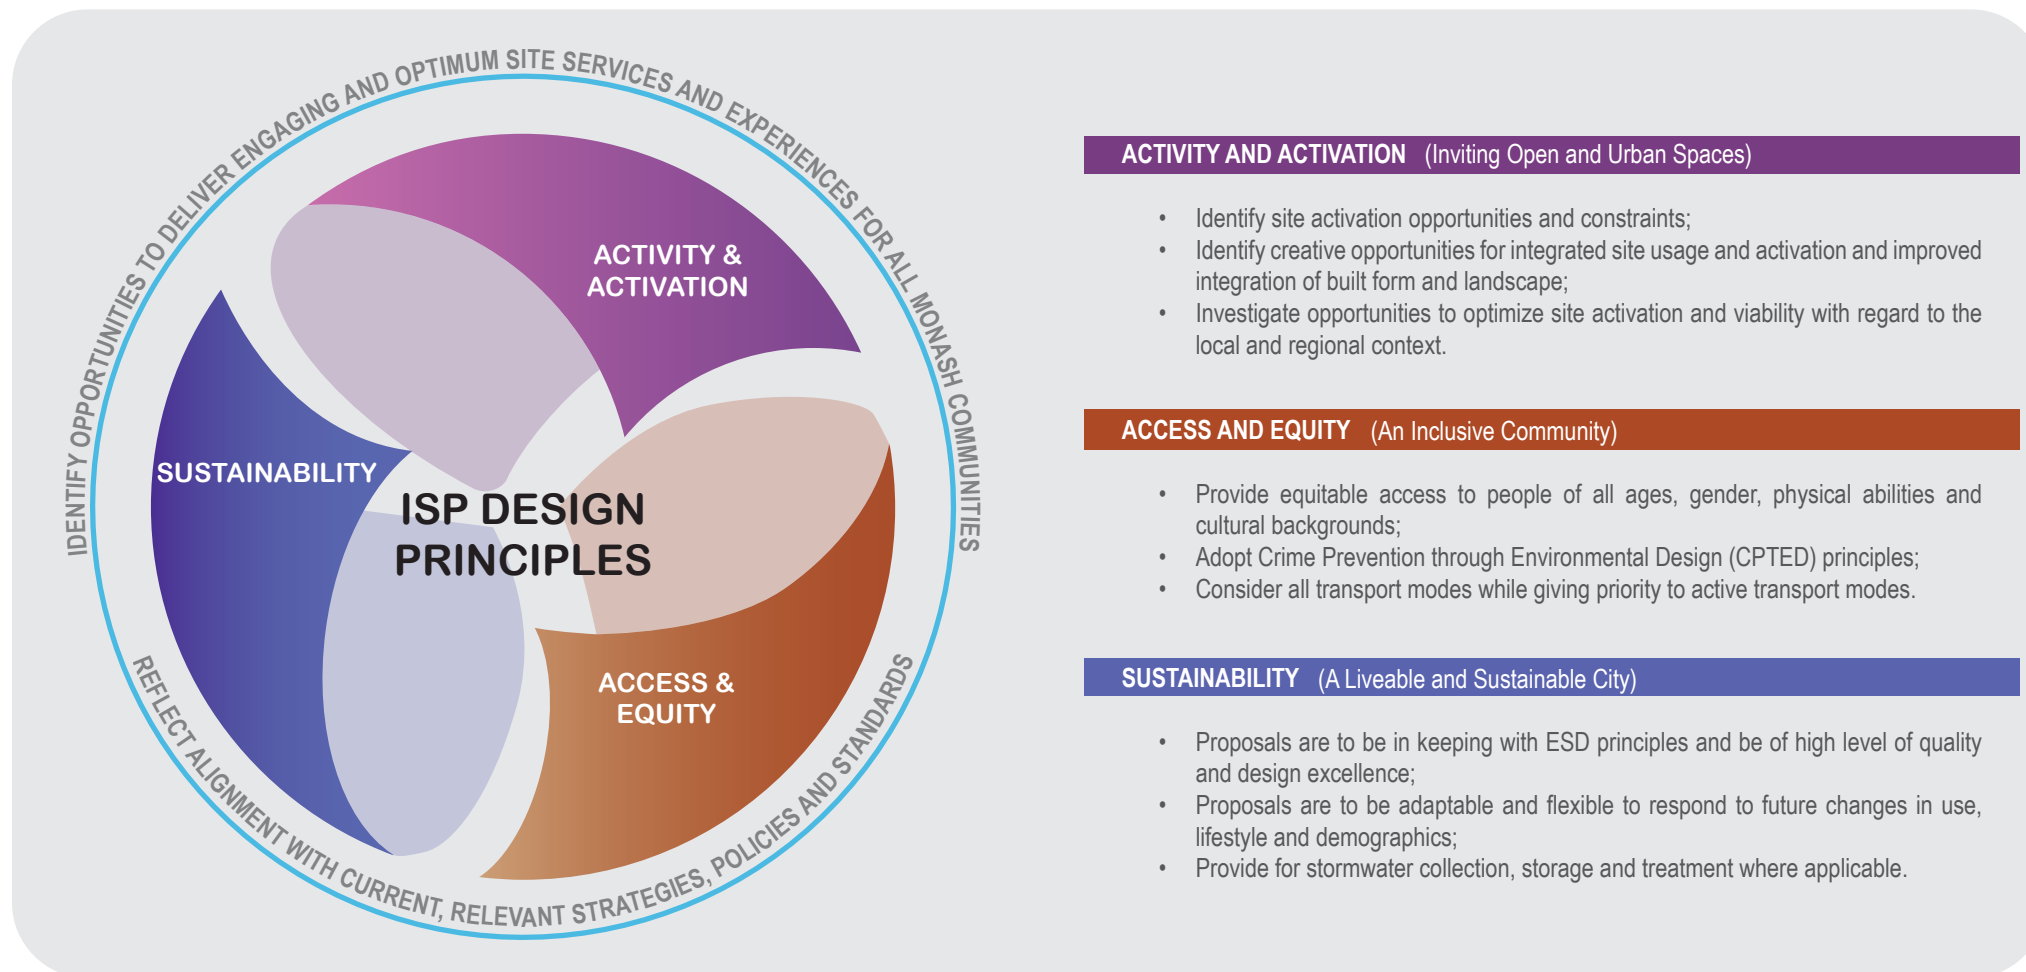 IDENTIFY OPPORTUNITIES TO DELIVER ENGAGING AND OPTIMUM SITE SERVICES AND EXPERIENCES FOR ALL MONASH COMMUNITIES
ACTIVITY &
ACTIVATION
SUSTAINABILITY
ISP DESIGN
PRINCIPLES
ACCESS &
EQUITY
REFLECT ALIGNMENT WITH CURRENT, RELEVANT STRATEGIES, POLICIES AND STANDARDS
ACTIVITY AND ACTIVATION (Inviting Open and Urban Spaces)
• Identify site activation opportunities and constraints;
• Identify creative opportunities for integrated site usage and activation and improved
integration of built form and landscape;
• Investigate opportunities to optimize site activation and viability with regard to the
local and regional context.
ACCESS AND EQUITY (An Inclusive Community)
• Provide equitable access to people of all ages, gender, physical abilities and
cultural backgrounds;
• Adopt Crime Prevention through Environmental Design (CPTED) principles;
• Consider all transport modes while giving priority to active transport modes.
SUSTAINABILITY (A Liveable and Sustainable City)
• Proposals are to be in keeping with ESD principles and be of high level of quality
and design excellence;
• Proposals are to be adaptable and flexible to respond to future changes in use,
lifestyle and demographics;
• Provide for stormwater collection, storage and treatment where applicable.